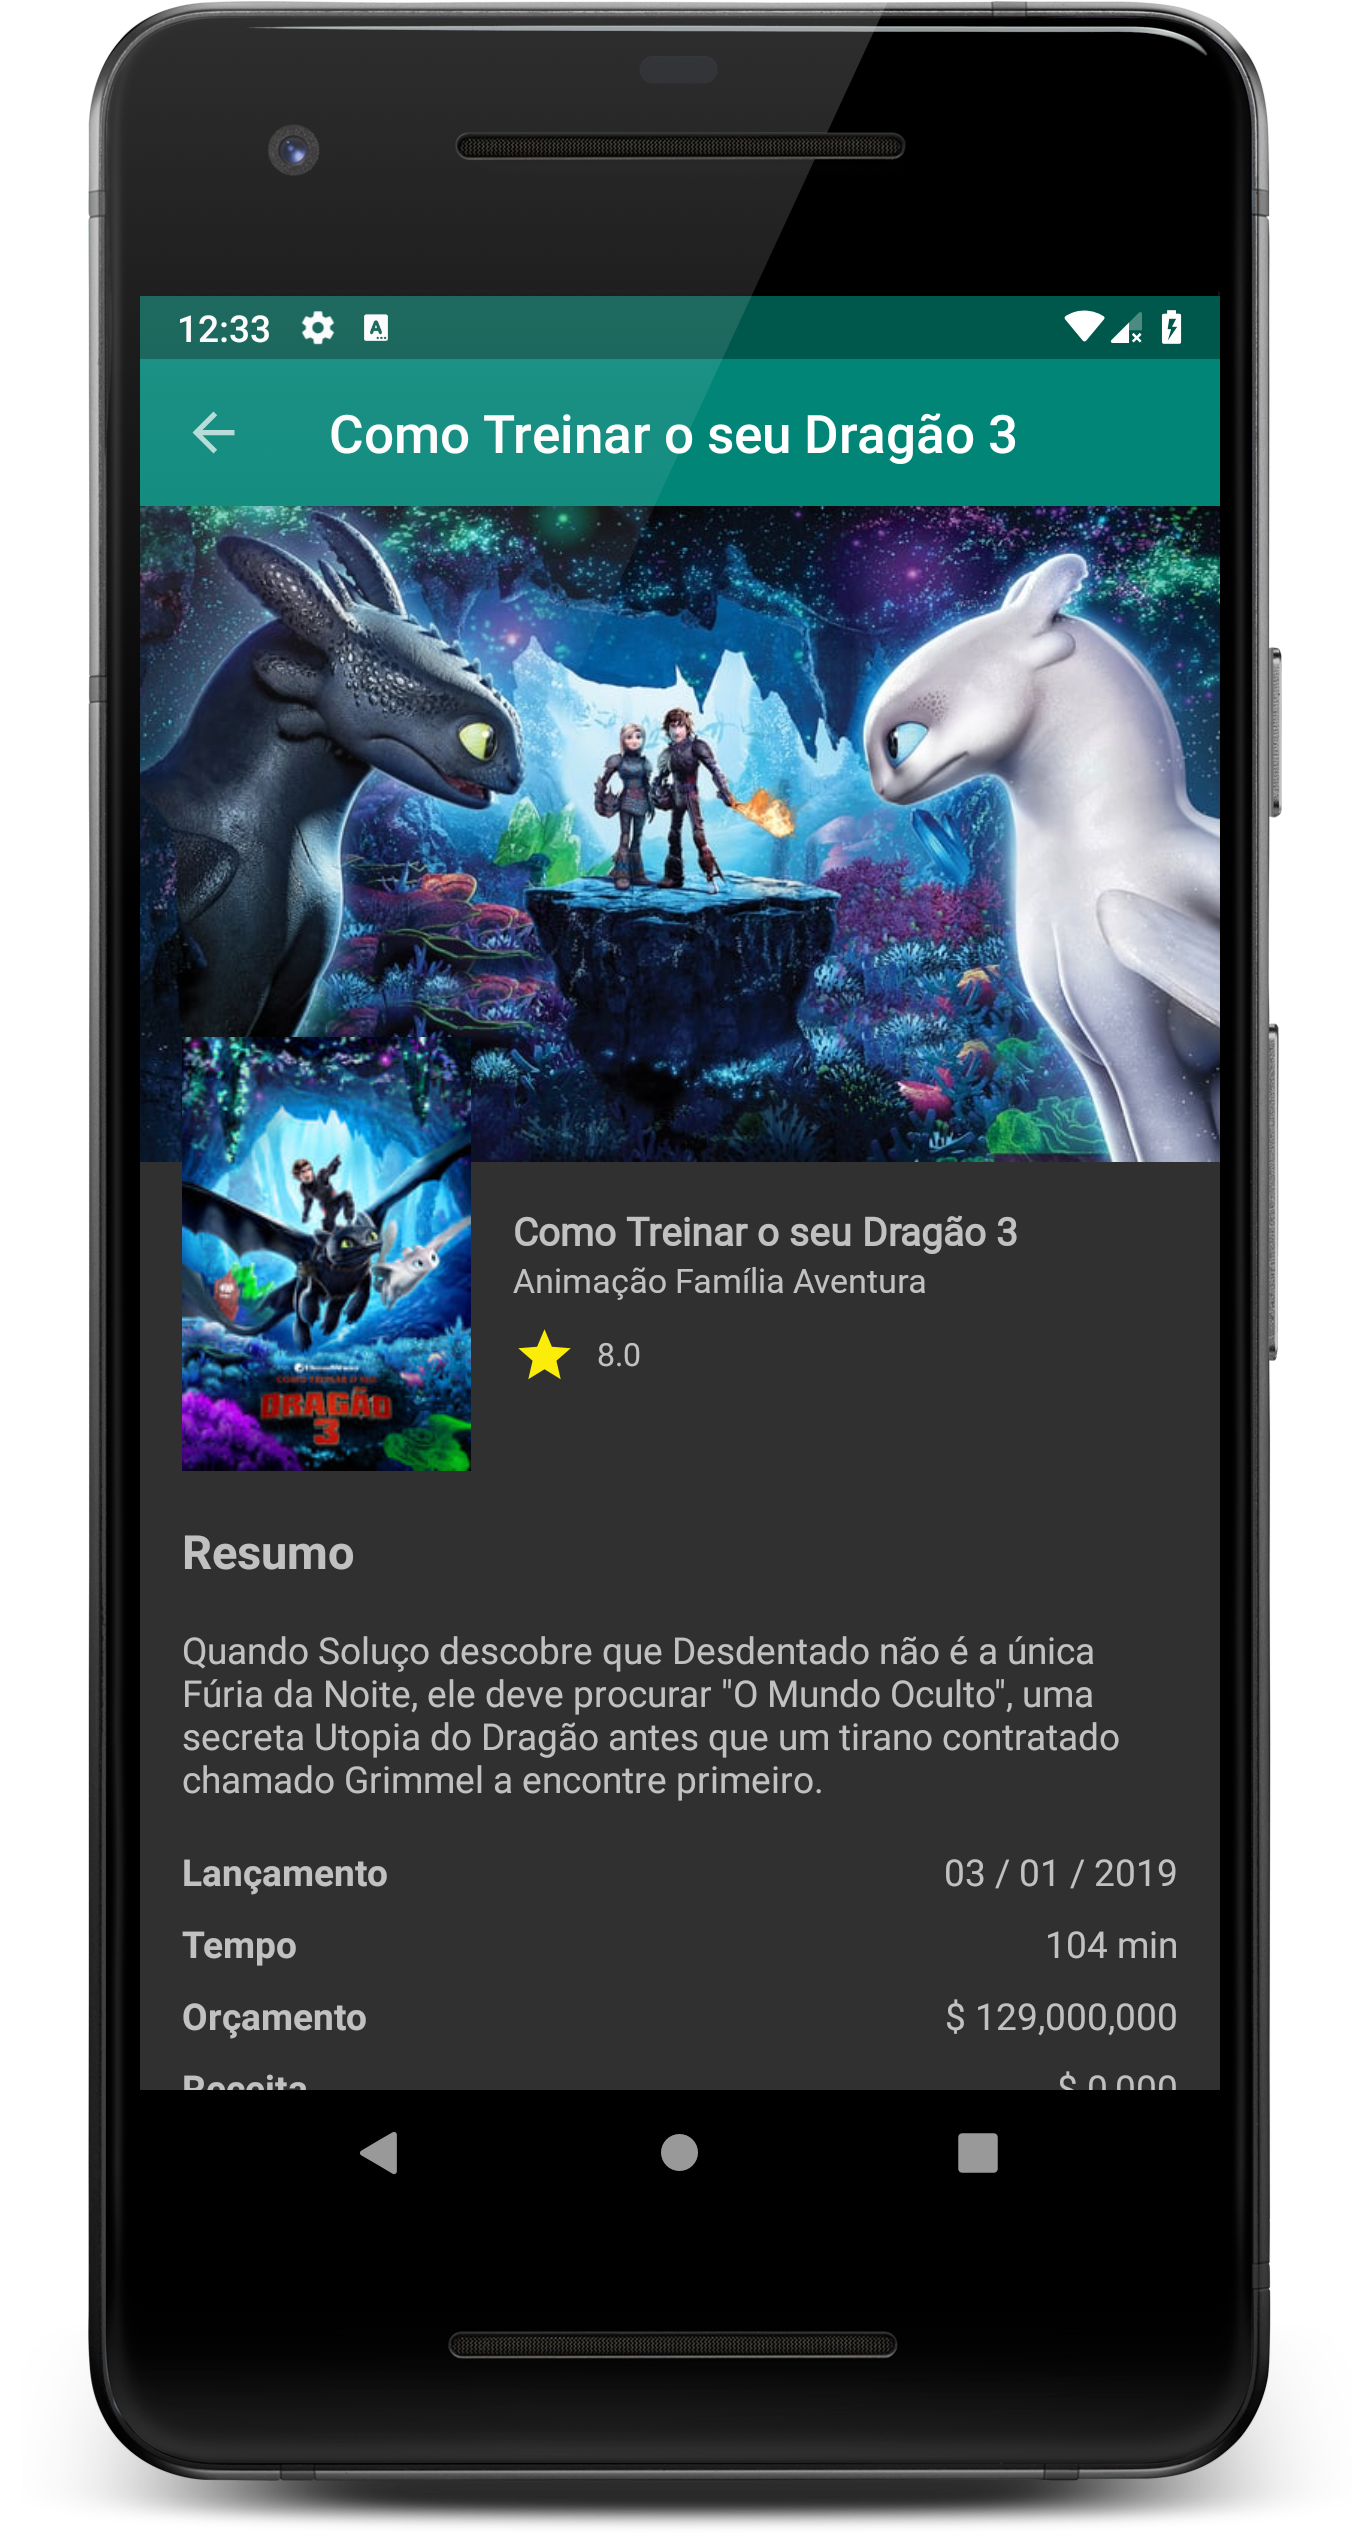 12:33
Como Treinar o seu Dragão 3
Como Treinar o seu Dragão 3
Animação Família Aventura
8.0
DRAGÃO
3
Resumo
Quando Soluço descobre que Desdentado não é a única
Fúria da Noite, ele deve procurar "O Mundo Oculto", uma
secreta Utopia do Dragão antes que um tirano contratado
chamado Grimmel a encontre primeiro.
Lançamento 03 / 01 / 2019
Tempo 104 min
Orçamento $ 129,000,000
Receita $ 0,000